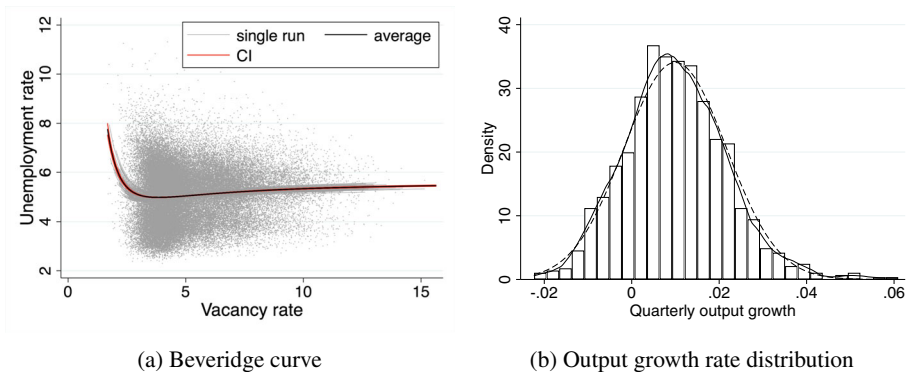 12
10
8
6
4
2
Unemployment rate
single run average
CI
0 5 10 15
Vacancy rate
(a) Beveridge curve
40
30
20
10
0
Density
-.02 0 .02 .04 .06
Quarterly output growth
(b) Output growth rate distribution